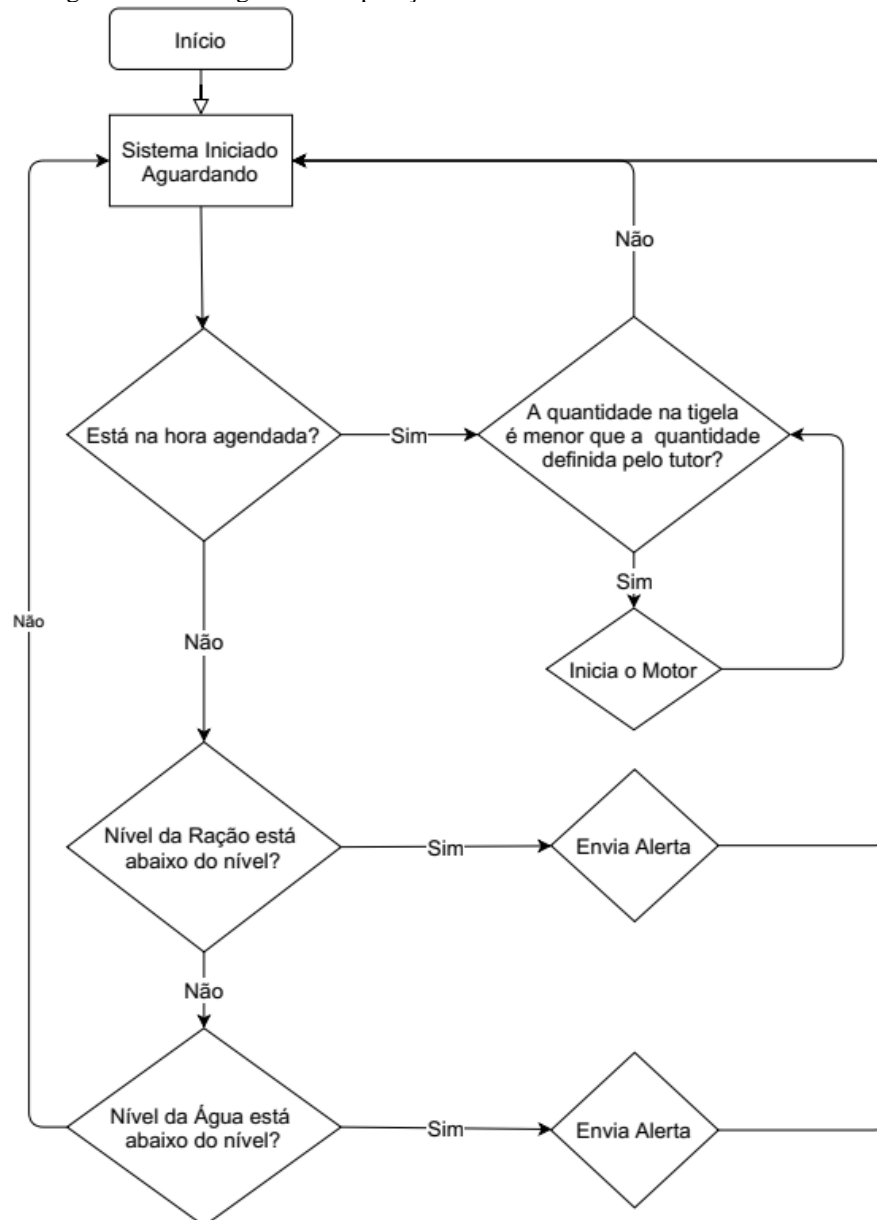 Início
Sistema Iniciado
Aguardando
Não
Está na hora agendada?
Sim
A quantidade na tigela
é menor que a quantidade
definida pelo tutor?
Sim
Inicia o Motor
Não
Não
Nível da Ração está
abaixo do nível?
Sim
Envia Alerta
Não
Nível da Água está
abaixo do nível?
Sim
Envia Alerta